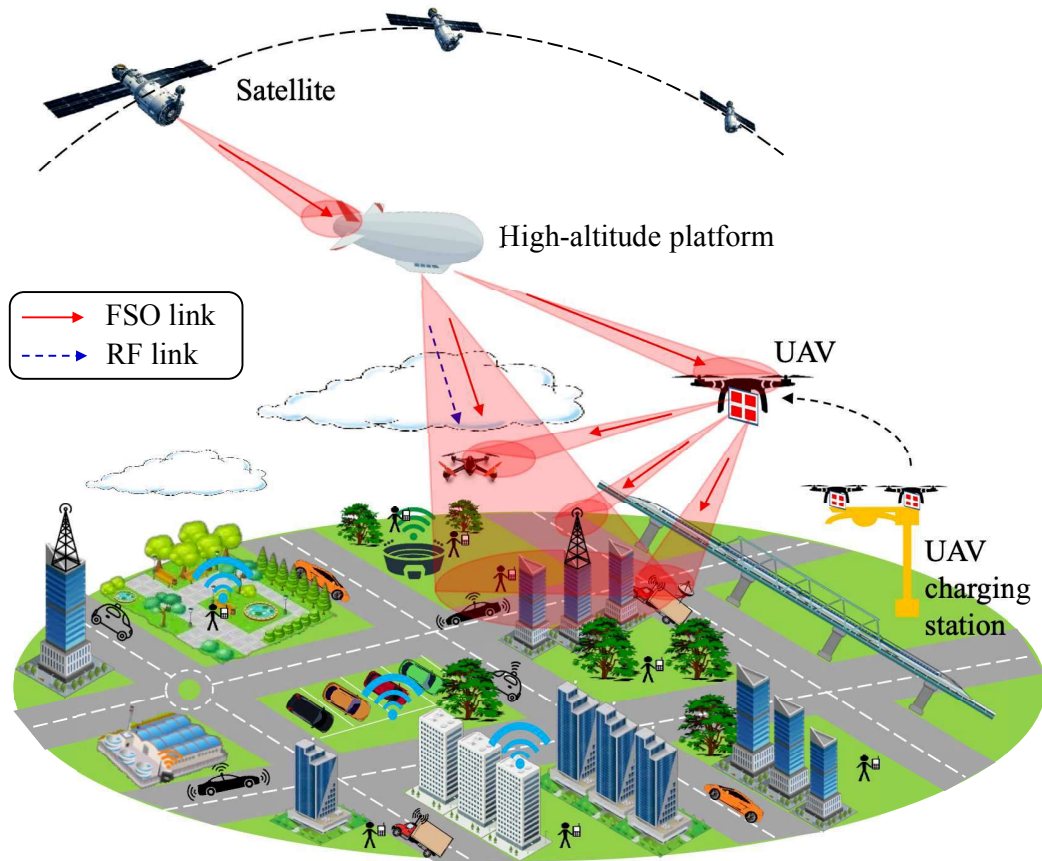 Satellite
High-altitude platform
FSO link
RF link
UAV
UAV
charging
station